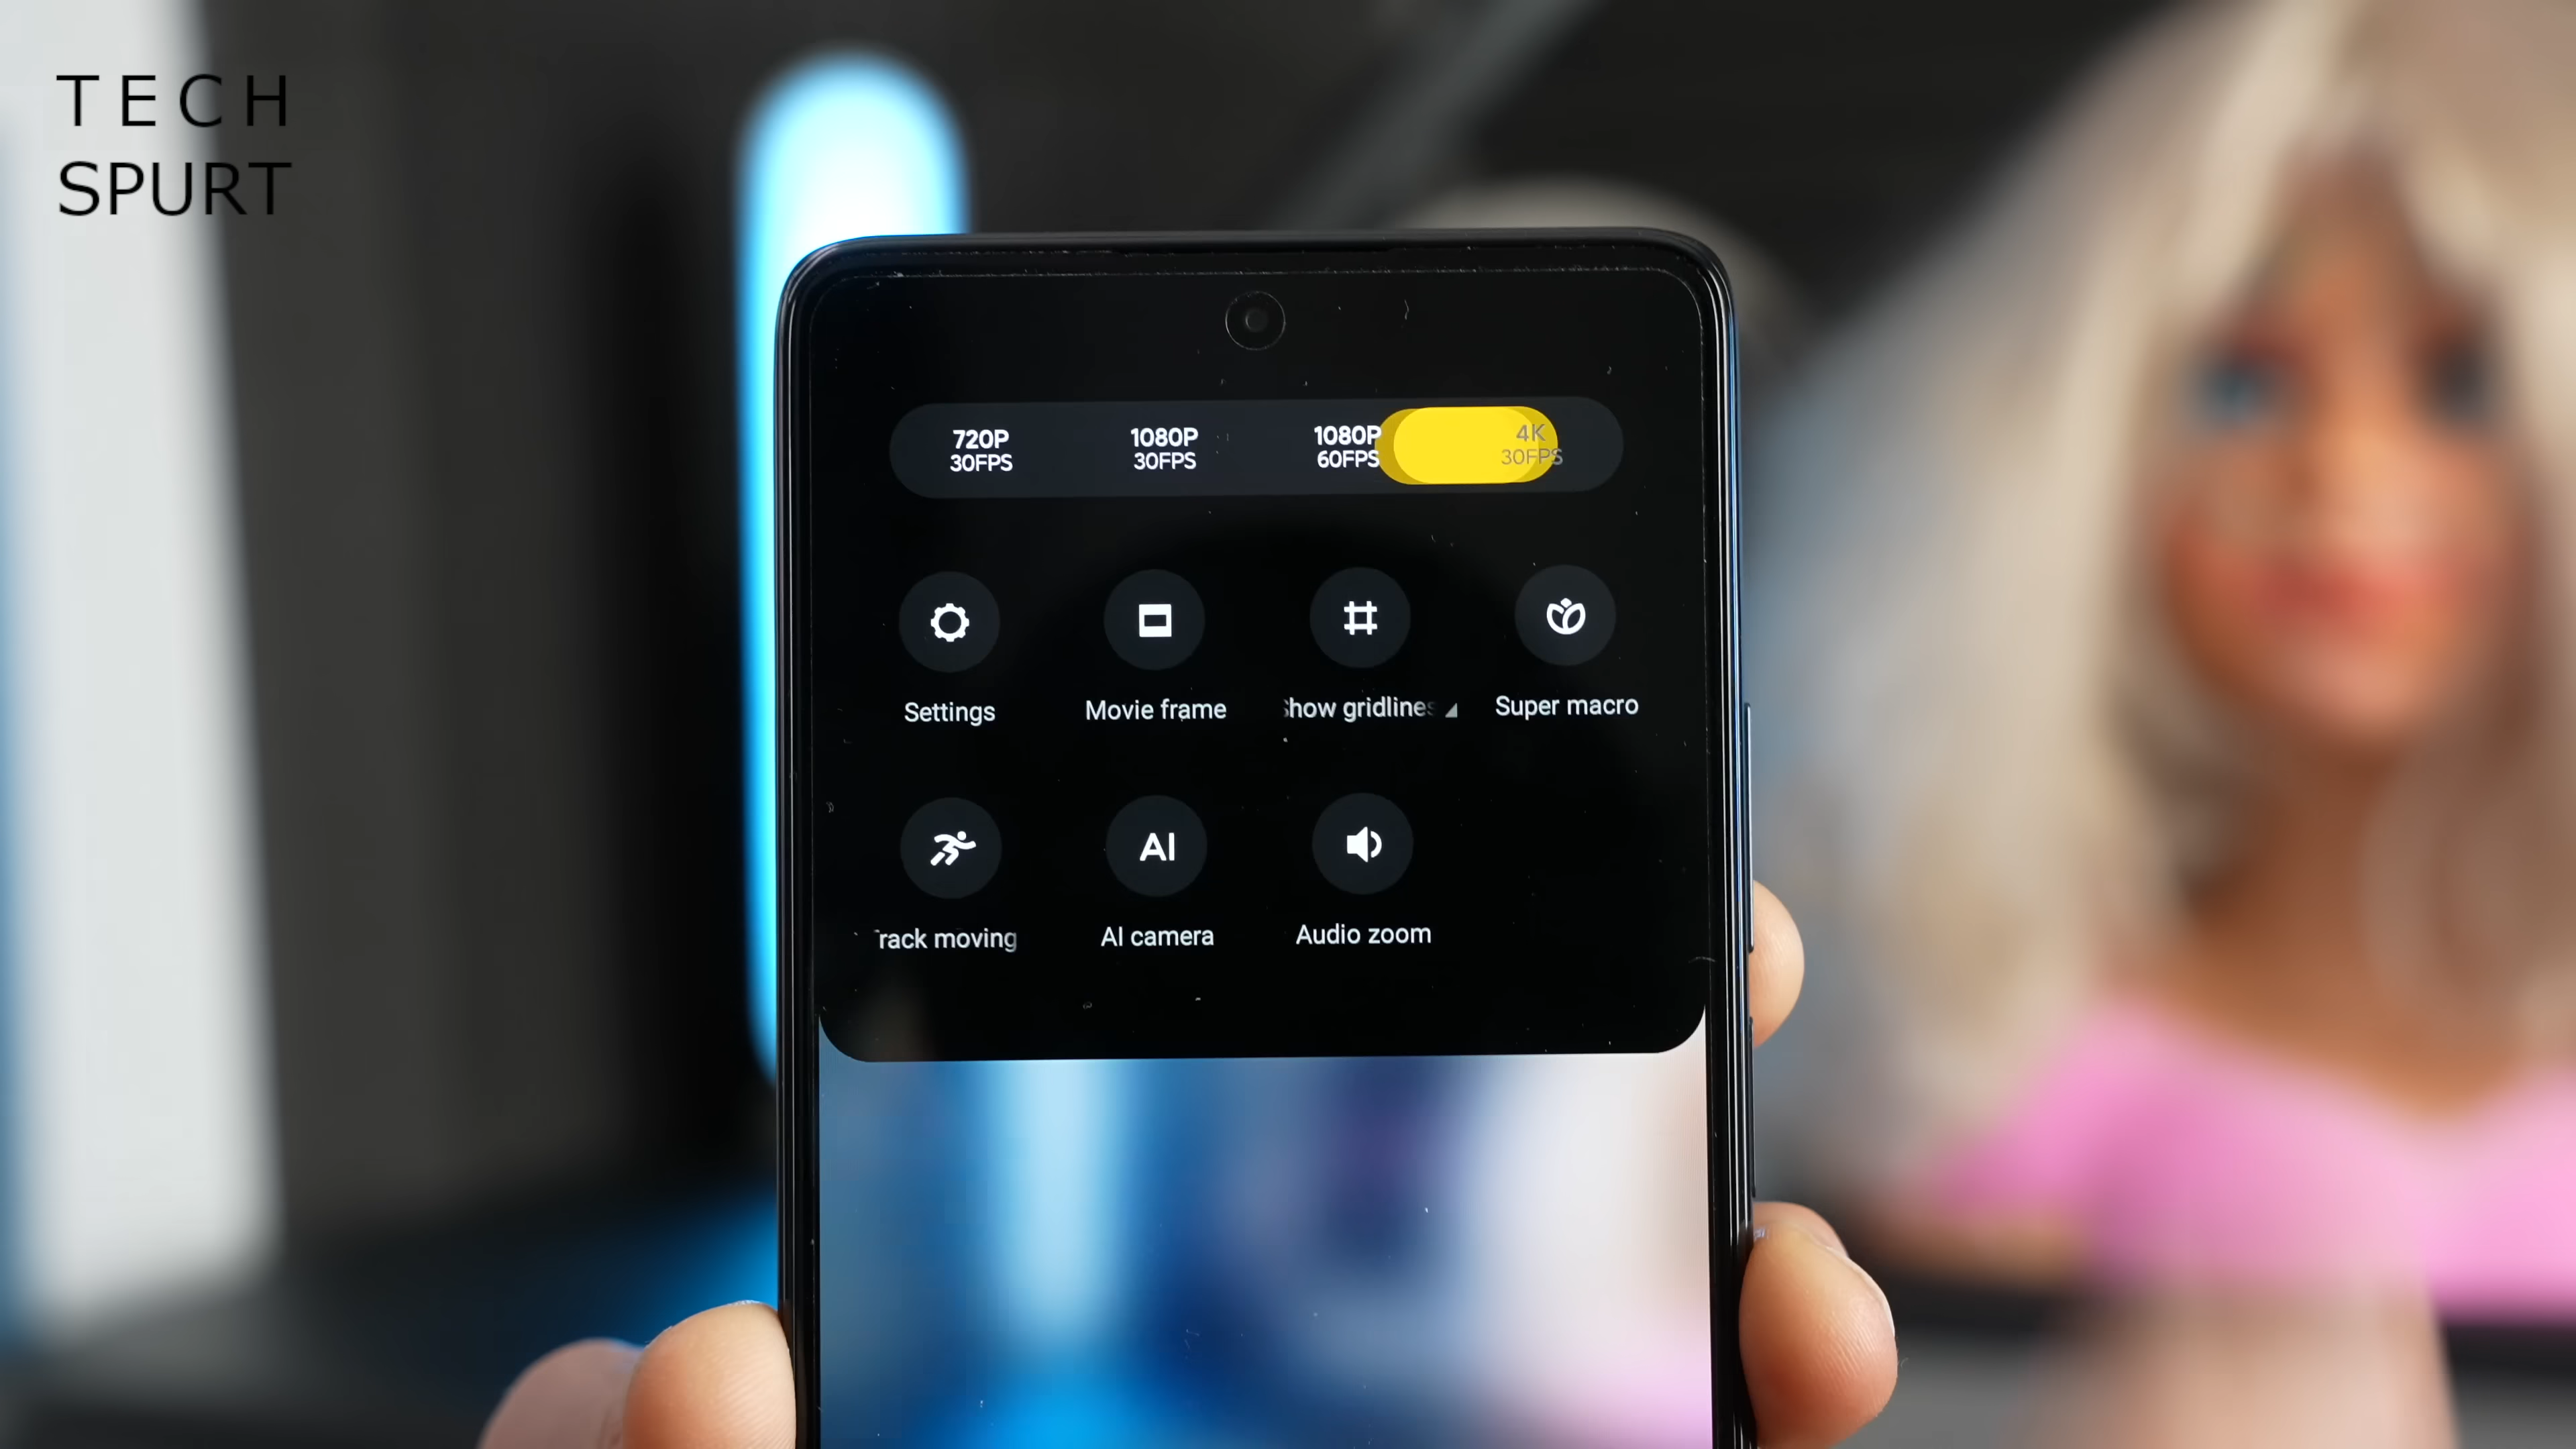 TECH
SPURT
720P
30FPS
1080P
30FPS
1080P
60FPS
4K
30FPS
Settings
Movie frame
Show gridlines
Super macro
rack moving
AI
AI camera
Audio zoom